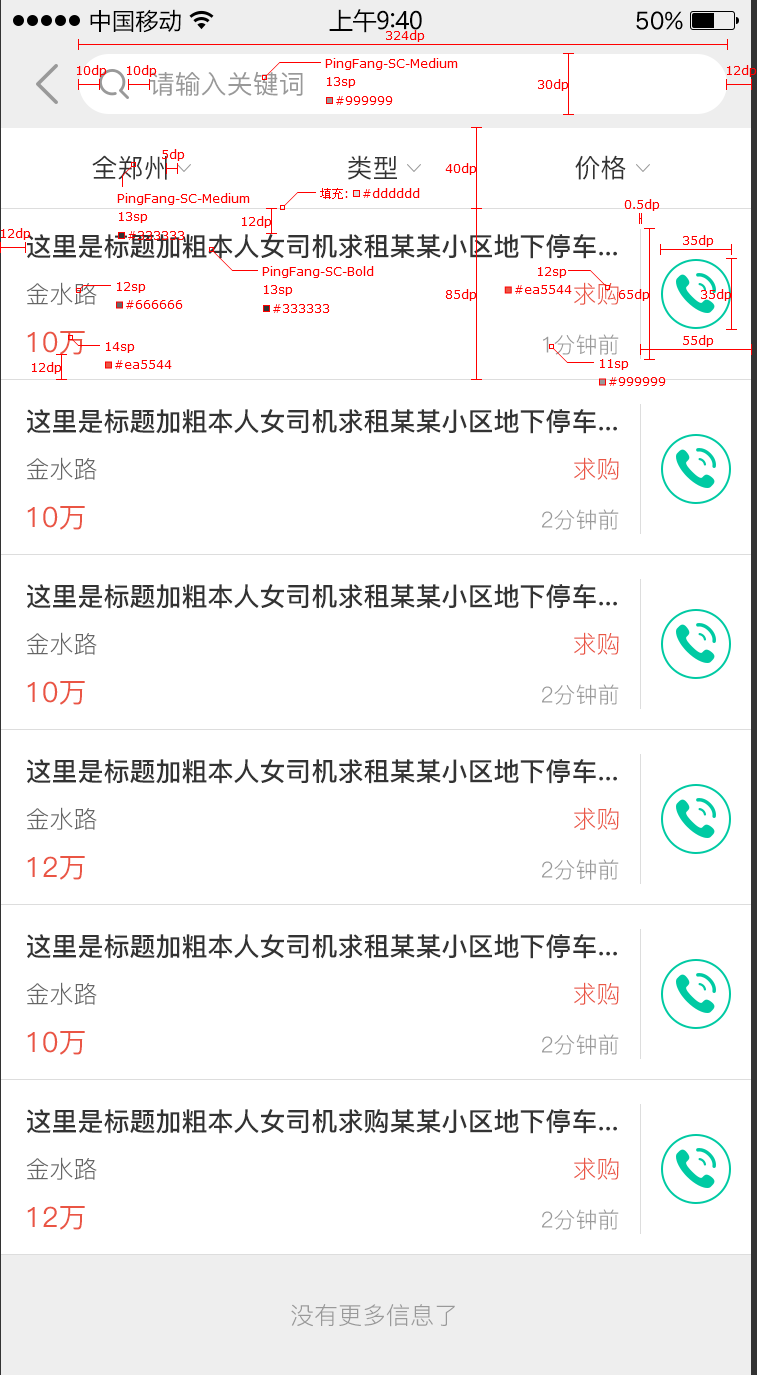 中国移动 上午9:40 50%
324dp
10dp 10dp 请输入关键词 PingFang-SC-Medium 30dp 12dp
13sp
#999999
5dp
全郑州 类型 价格 40dp
PingFang-SC-Medium 填充: #dddddd
13sp 12dp 0.5dp
#333333
12dp 这里是标题加粗本人女司机求租某某小区地下停车... 35dp
PingFang-SC-Bold 12sp
金水路 12sp 13sp #ea5544 求购 65dp 35dp
#666666 #333333 85dp
10万 14sp 1分钟前 55dp
12dp #ea5544 11sp
#999999
这里是标题加粗本人女司机求租某某小区地下停车...
金水路 求购
10万 2分钟前
这里是标题加粗本人女司机求租某某小区地下停车...
金水路 求购
10万 2分钟前
这里是标题加粗本人女司机求租某某小区地下停车...
金水路 求购
12万 2分钟前
这里是标题加粗本人女司机求租某某小区地下停车...
金水路 求购
10万 2分钟前
这里是标题加粗本人女司机求购某某小区地下停车...
金水路 求购
12万 2分钟前
没有更多信息了